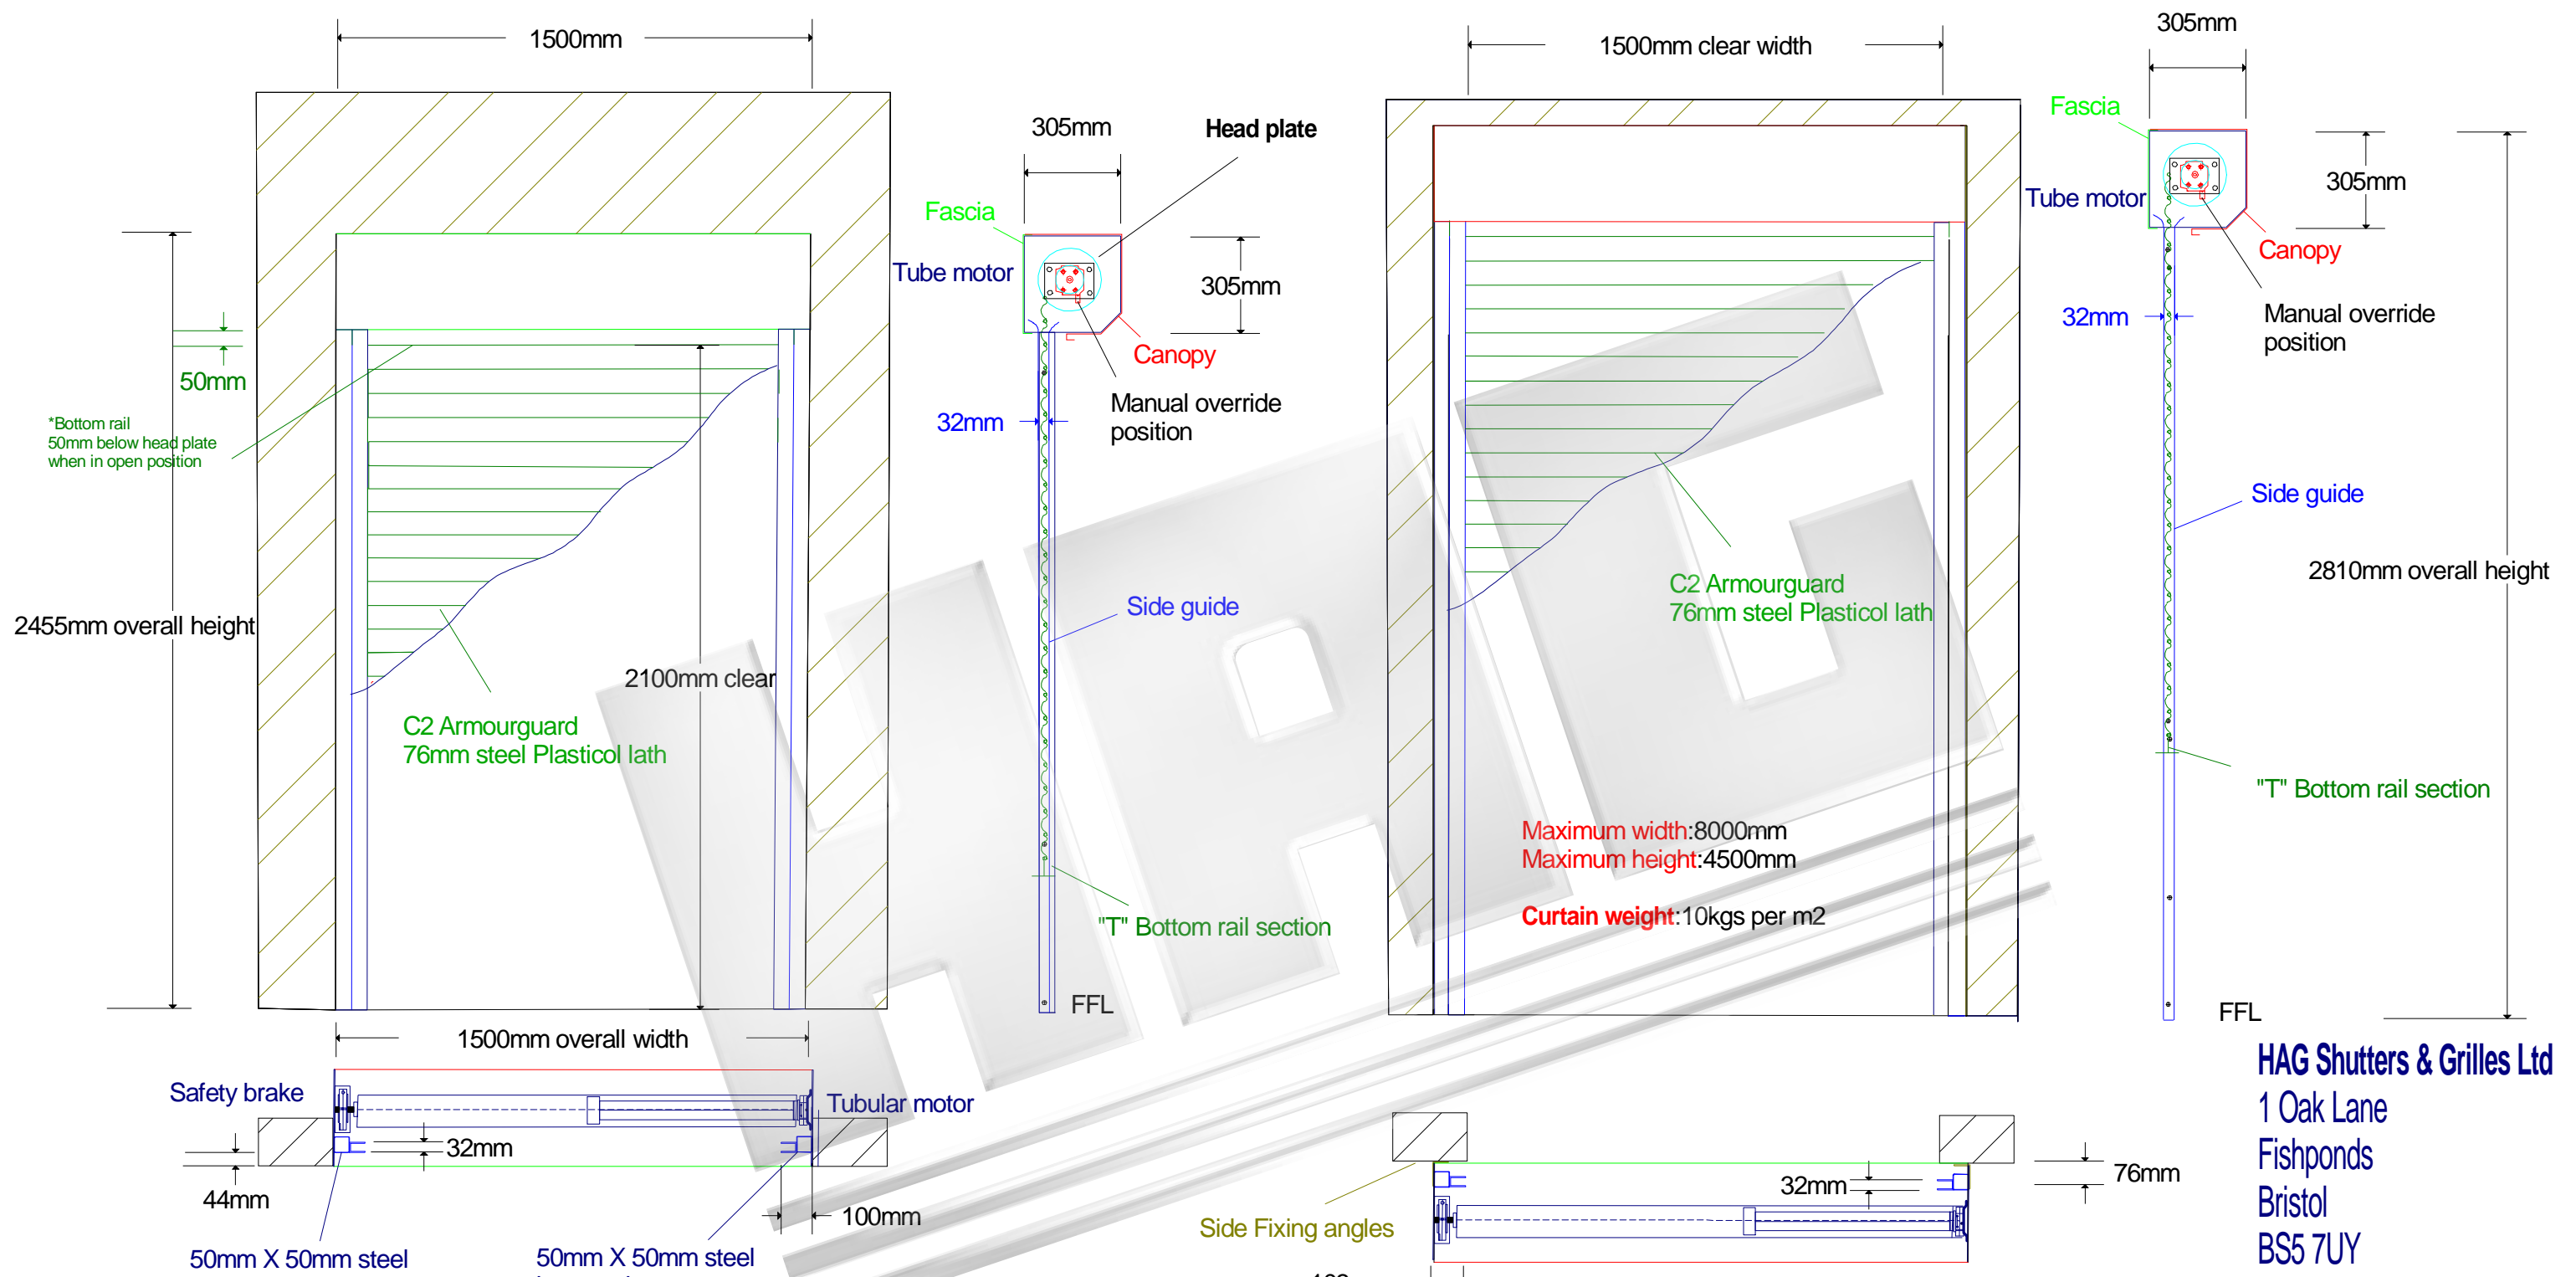 1500mm
1500mm clear width
305mm
305mm
Head plate
Fascia
Tube motor
305mm
Canopy
Manual override
position
32mm
Fascia
Tube motor
305mm
Canopy
Manual override
position
32mm
50mm
*Bottom rail
50mm below head plate
when in open position
2455mm overall height
2100mm clear
C2 Armourguard
76mm steel Plasticol lath
Side guide
"T" Bottom rail section
FFL
C2 Armourguard
76mm steel Plasticol lath
Side guide
2810mm overall height
"T" Bottom rail section
Maximum width:8000mm
Maximum height:4500mm
Curtain weight:10kgs per m2
FFL
HAG
1500mm overall width
Safety brake
Tubular motor
32mm
44mm
100mm
50mm X 50mm steel
50mm X 50mm steel
Side Fixing angles
32mm
76mm
HAG Shutters & Grilles Ltd
1 Oak Lane
Fishponds
Bristol
BS5 7UY